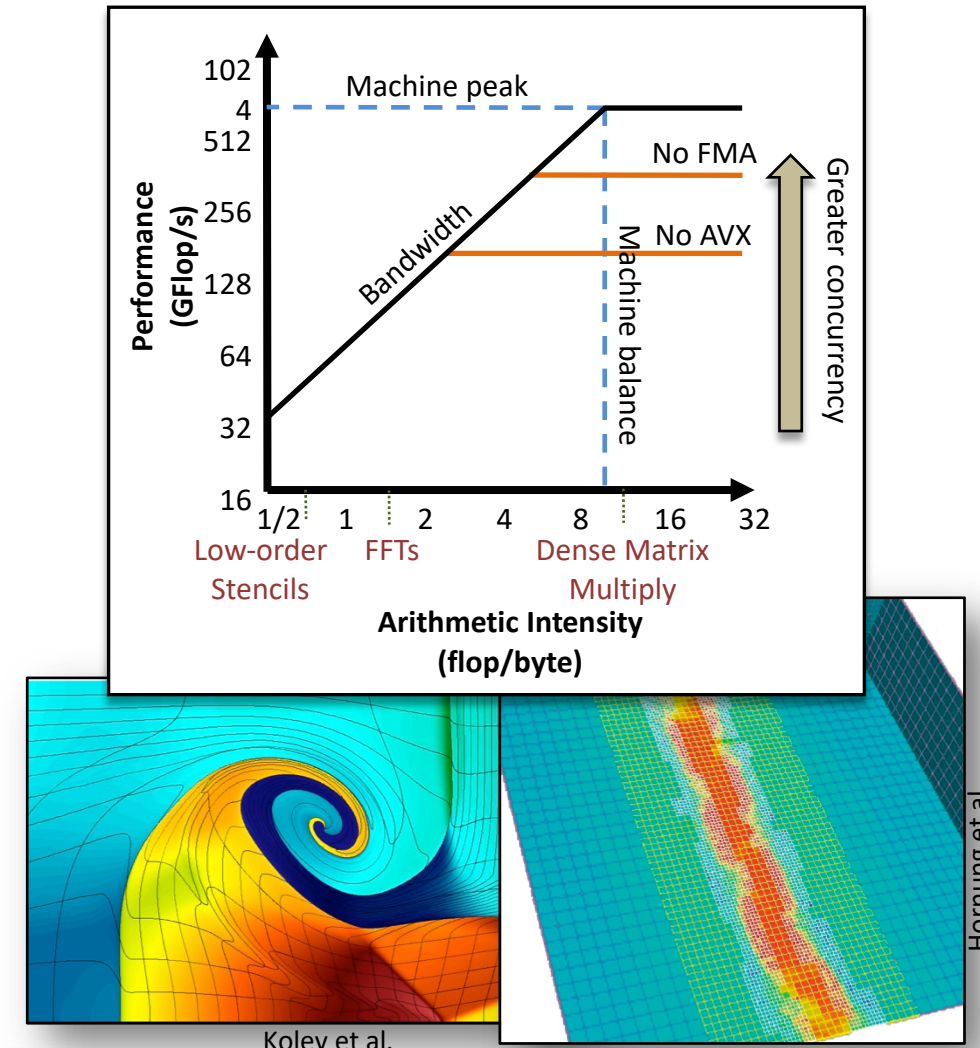 102
4
512
256
128
64
32
16
Performance
(GFlop/s)
Machine peak
No FMA
No AVX
Bandwidth
Machine balance
Greater concurrency
1/2 1 2 4 8 16 32
Low-order FFTs Dense Matrix
Stencils Multiply
Arithmetic Intensity
(flop/byte)
Kolev et al.